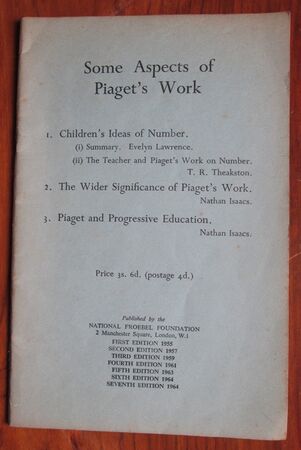 Some Aspects of
Piaget's Work
1. Children's Ideas of Number.
(i) Summary. Evelyn Lawrence.
(ii) The Teacher and Piaget's Work on Number.
T. R. Theakston.
2. The Wider Significance of Piaget's Work.
Nathan Isaacs.
3. Piaget and Progressive Education.
Nathan Isaacs.
Price 3s. 6d. (postage 4d.)
Published by the
NATIONAL FROEBEL FOUNDATION
2 Manchester Square, London, W.1
FIRST EDITION 1955
SECOND EDITION 1957
THIRD EDITION 1959
FOURTH EDITION 1961
FIFTH EDITION 1963
SIXTH EDITION 1964
SEVENTH EDITION 1964